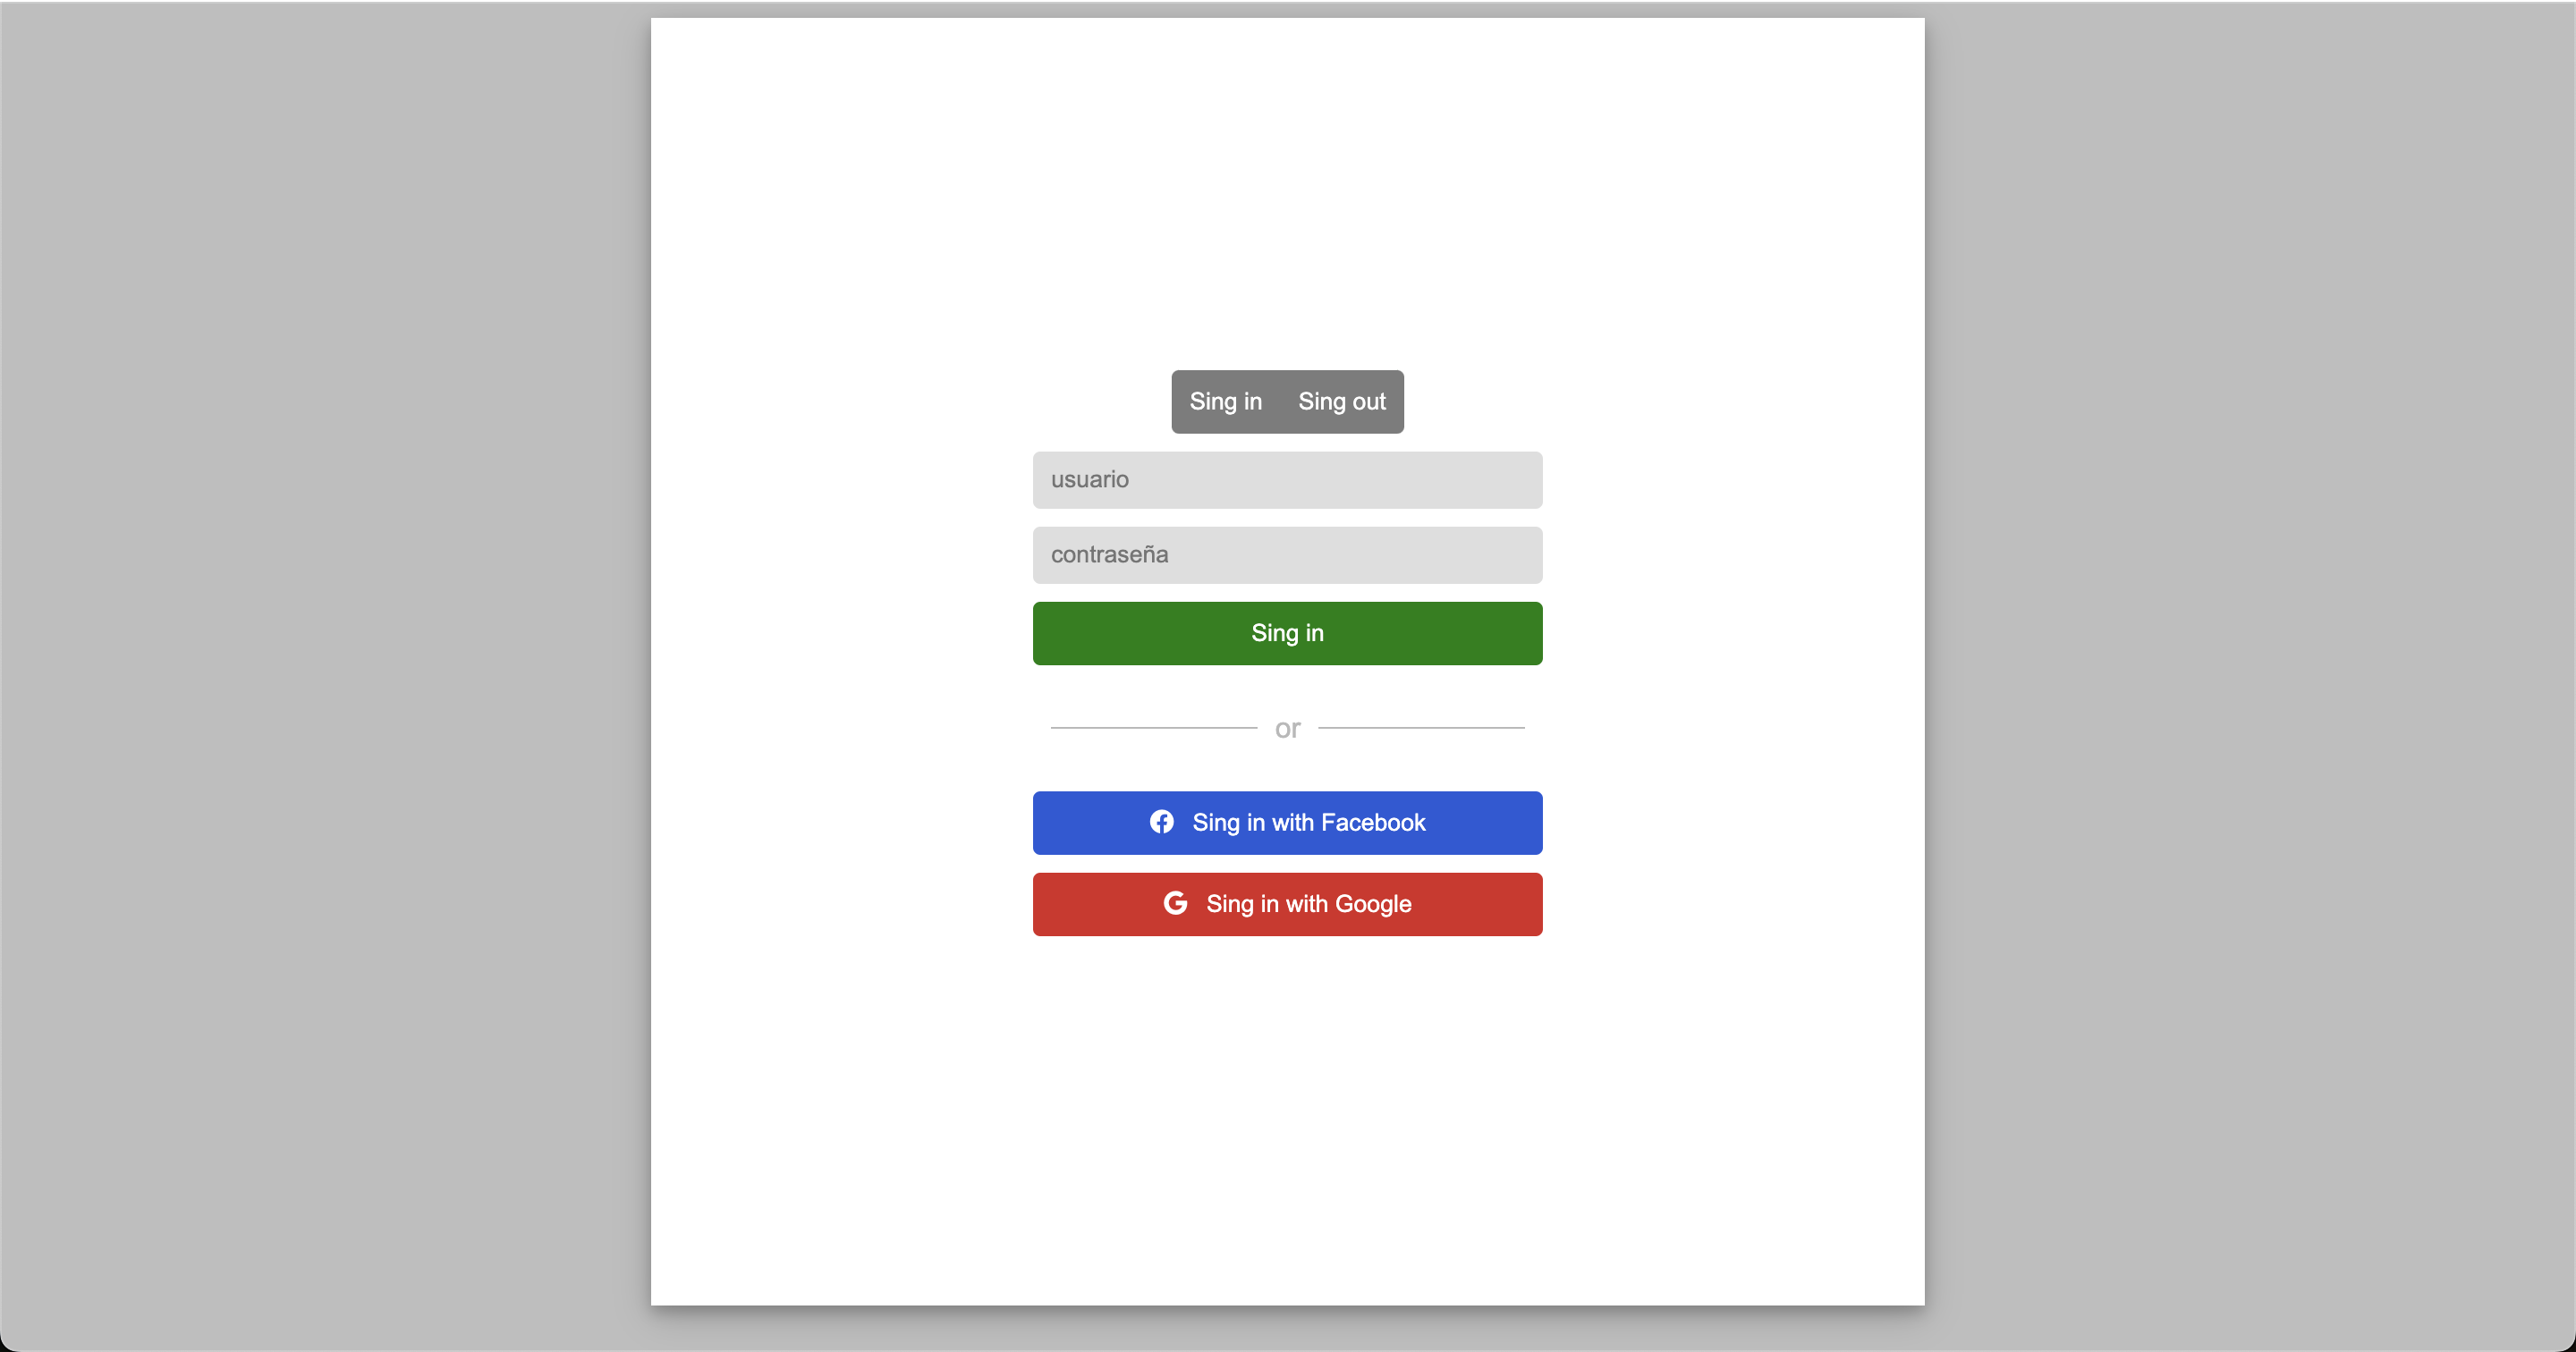 Sing in Sing out
usuario
contraseña
Sing in
or
Sing in with Facebook
Sing in with Google